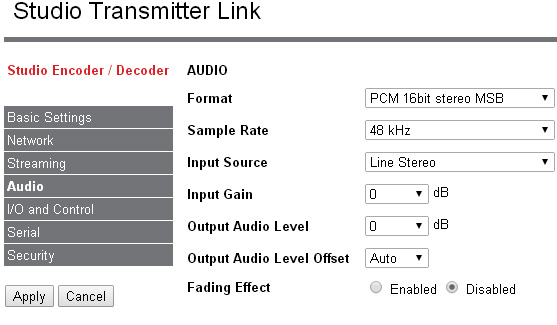 Studio Transmitter Link
Studio Encoder / Decoder
Basic Settings
Network
Streaming
Audio
I/O and Control
Serial
Security
Apply Cancel
AUDIO
Format PCM 16bit stereo MSB
Sample Rate 48 kHz
Input Source Line Stereo
Input Gain 0 dB
Output Audio Level 0 dB
Output Audio Level Offset Auto
Fading Effect Enabled Disabled